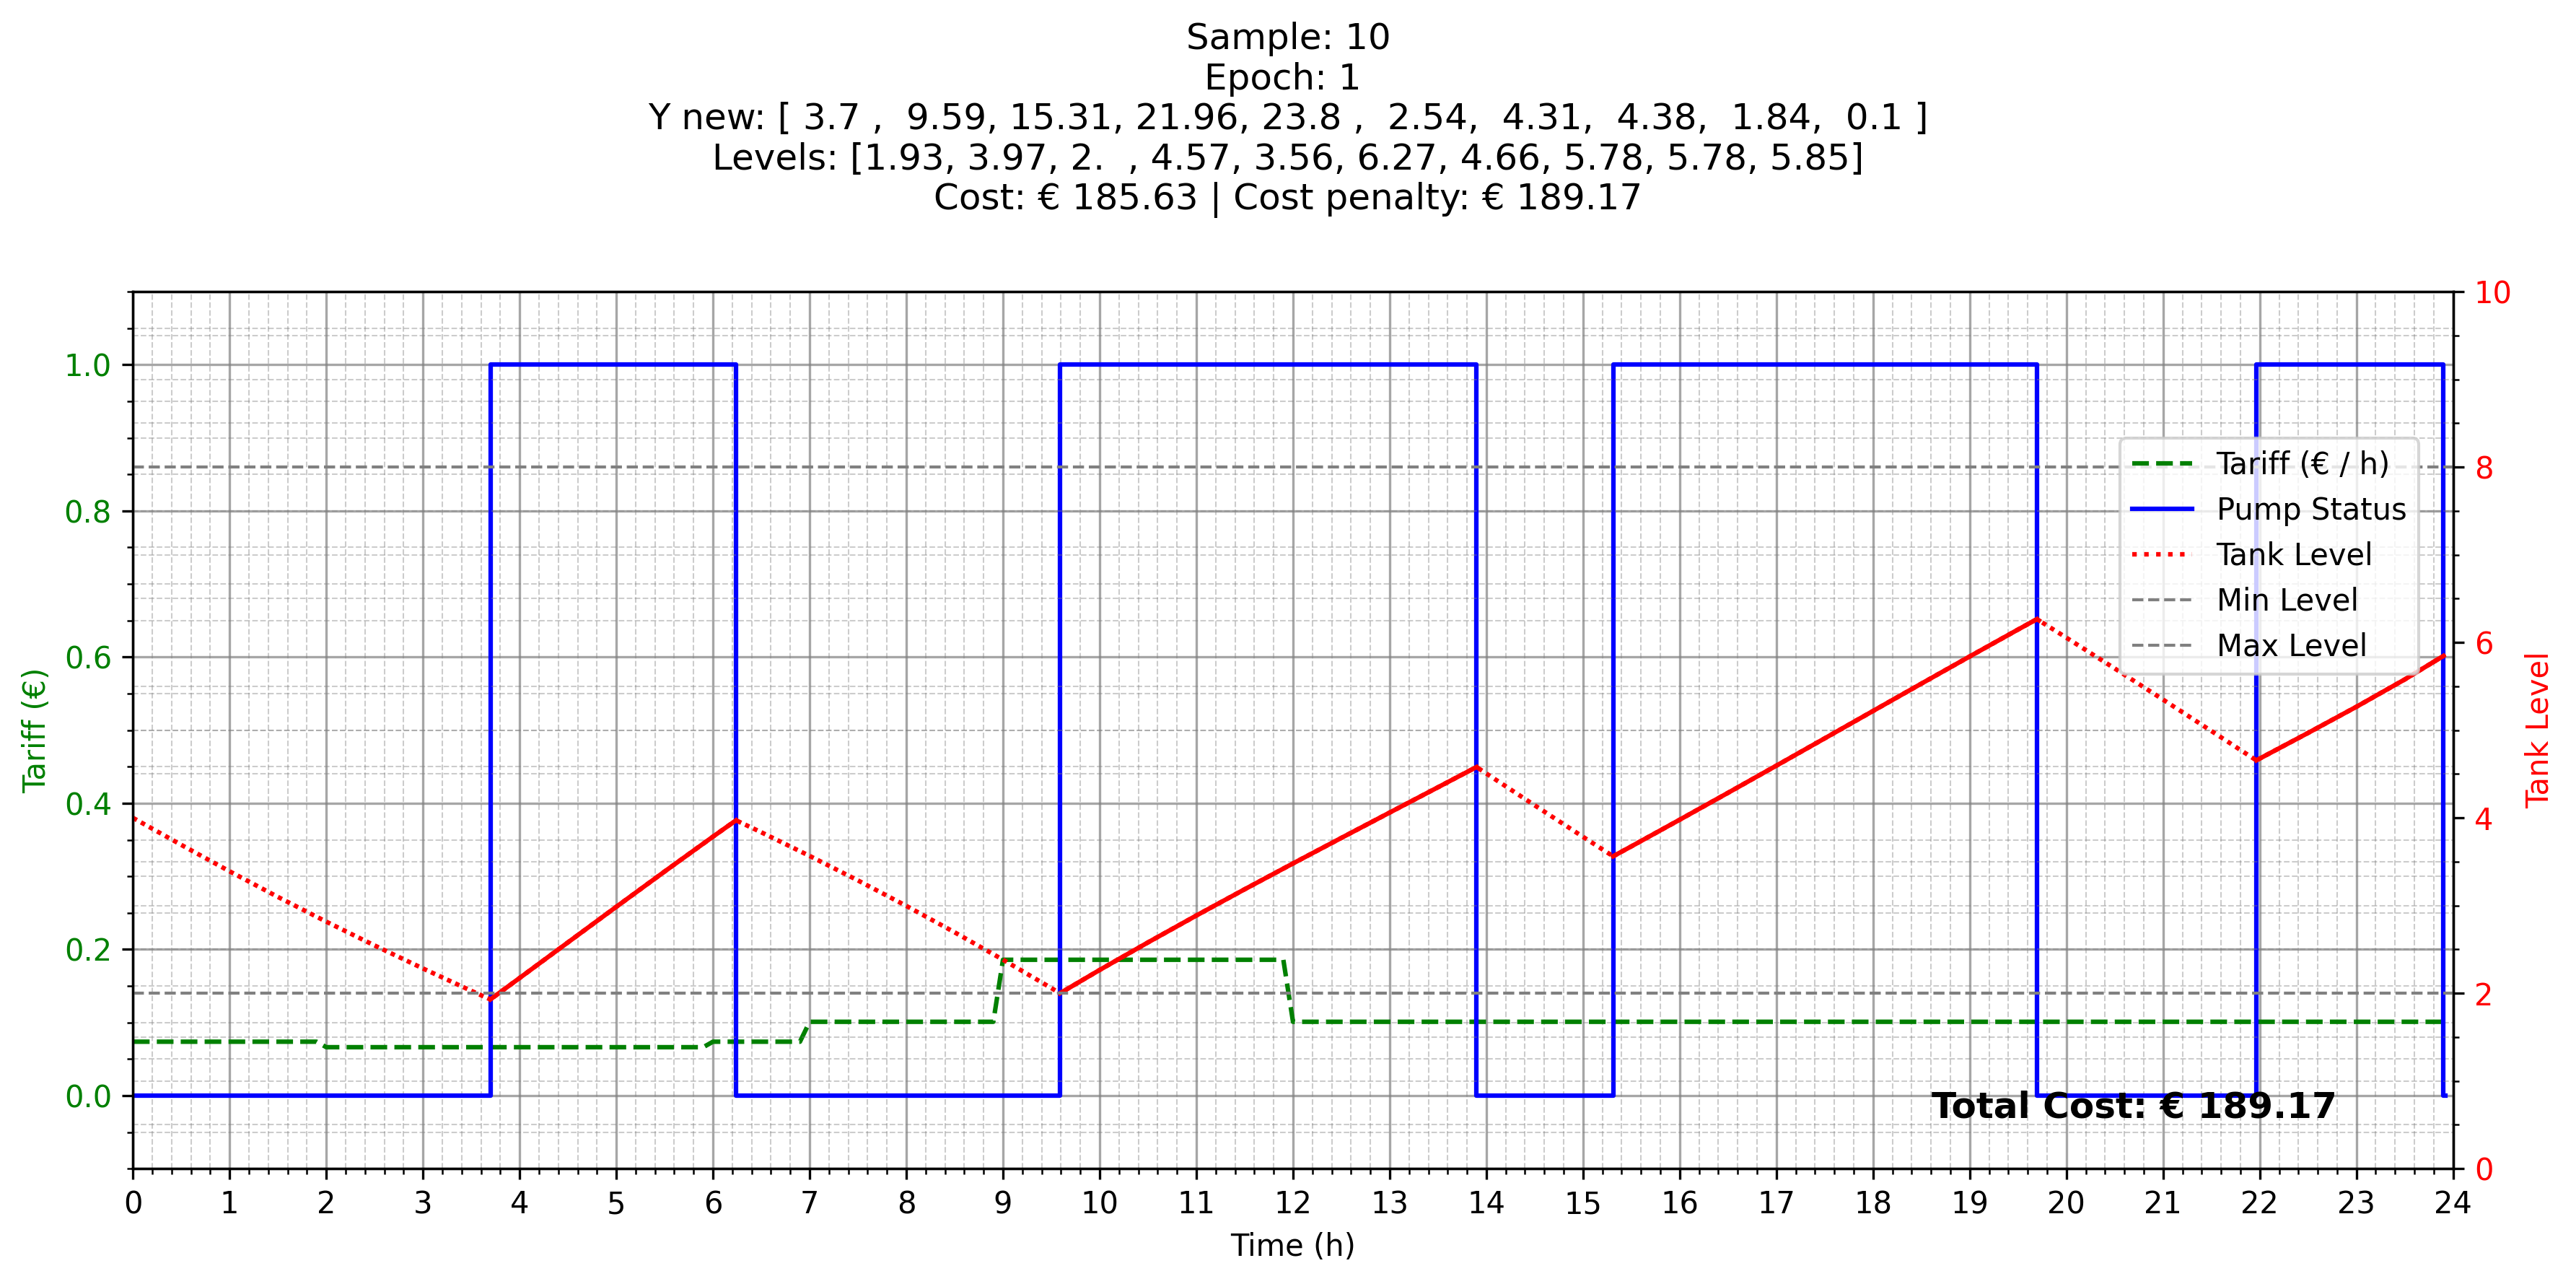 Sample: 10
Epoch: 1
Y new: [ 3.7 ,  9.59, 15.31, 21.96, 23.8 ,  2.54,  4.31,  4.38,  1.84,  0.1 ]
Levels: [1.93, 3.97, 2.  , 4.57, 3.56, 6.27, 4.66, 5.78, 5.78, 5.85]
Cost: € 185.63 | Cost penalty: € 189.17
1.0
0.8
0.6
0.4
0.2
0.0
Tariff (€)
10
8
6
4
2
0
Tank Level
Tariff (€ / h)
Pump Status
Tank Level
Min Level
Max Level
Total Cost: € 189.17
0 1 2 3 4 5 6 7 8 9 10 11 12 13 14 15 16 17 18 19 20 21 22 23 24
Time (h)